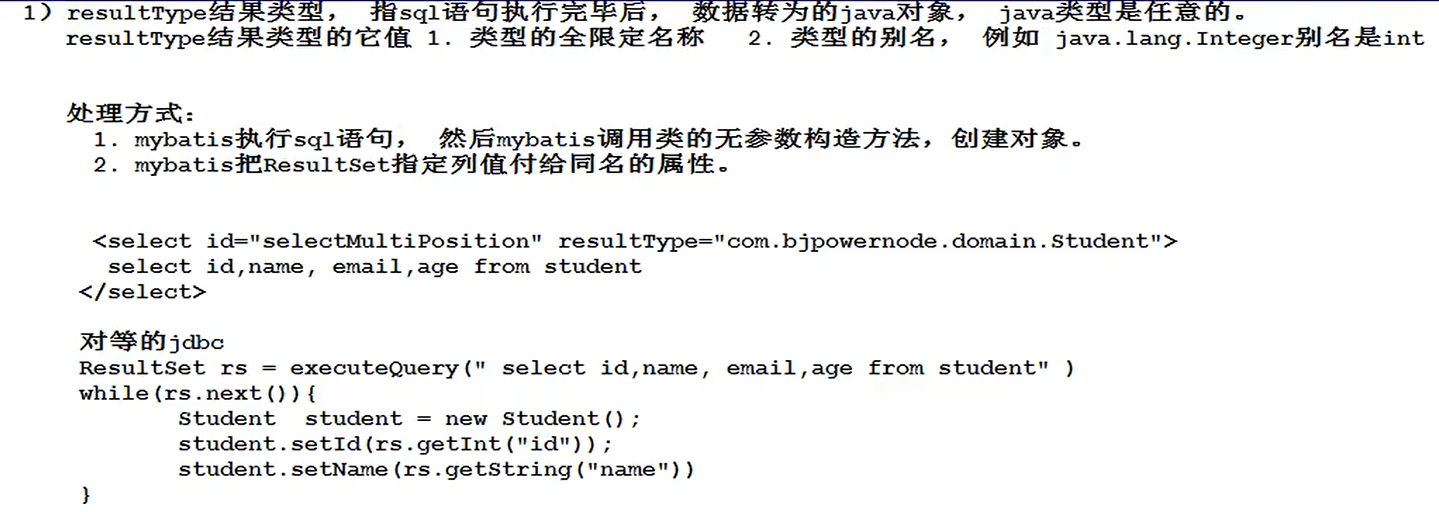 1) resultType结果类型， 指sql语句执行完毕后， 数据转为的java对象， java类型是任意的。
resultType结果类型的它值 1. 类型的全限定名称 2. 类型的别名， 例如 java.lang.Integer别名是int
处理方式：
1. mybatis执行sql语句， 然后mybatis调用类的无参数构造方法，创建对象。
2. mybatis把ResultSet指定列值付给同名的属性。
<select id="selectMultiPosition" resultType="com.bjpowernode.domain.Student">
select id,name, email,age from student
</select>
对等的jdbc
ResultSet rs = executeQuery(" select id,name, email,age from student" )
while(rs.next()){
Student student = new Student();
student.setId(rs.getInt("id"));
student.setName(rs.getString("name"))
}